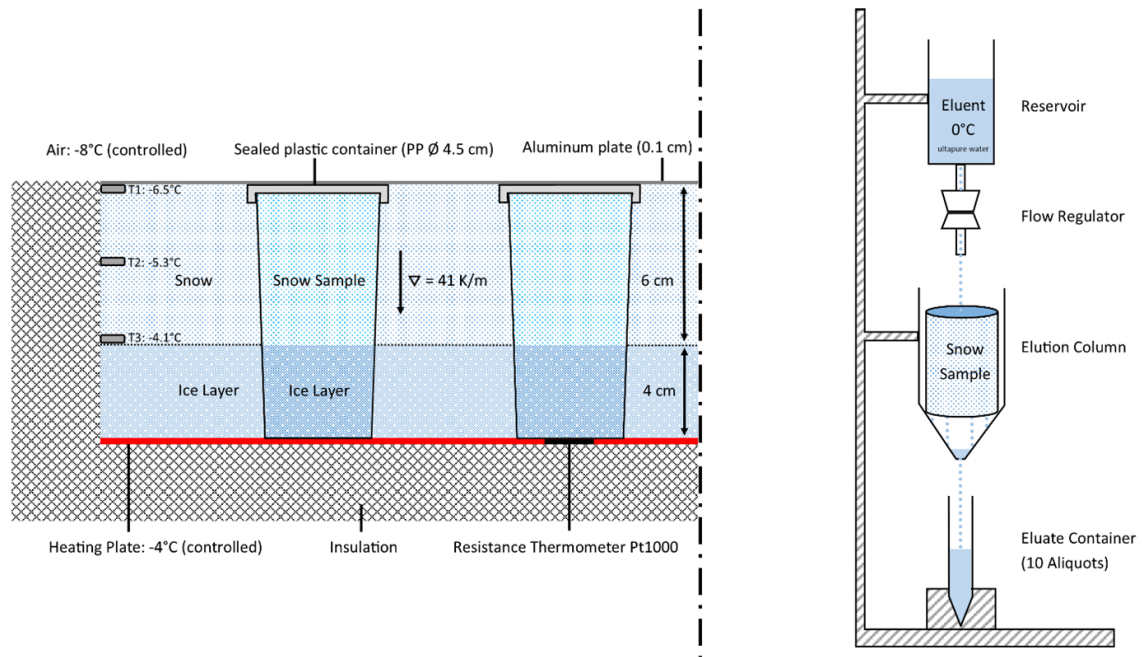 Air: -8°C (controlled)
Sealed plastic container (PP Ø 4.5 cm)
Aluminum plate (0.1 cm)
T1: -6.5°C
T2: -5.3°C
Snow
Snow Sample
∇ = 41 K/m
6 cm
T3: -4.1°C
Ice Layer
Ice Layer
4 cm
Heating Plate: -4°C (controlled)
Insulation
Resistance Thermometer Pt1000
Eluent
0°C
ultapure water
Reservoir
Flow Regulator
Snow
Sample
Elution Column
Eluate Container
(10 Aliquots)